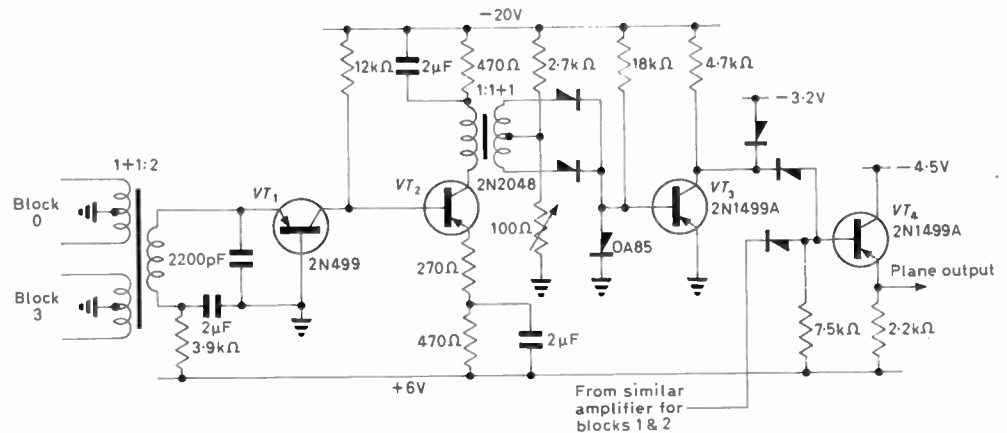 −20V
12kΩ
2μF
470Ω
2.7kΩ
18kΩ
4.7kΩ
1:1+1
−3.2V
−4.5V
1+1:2
Block
0
VT1
VT2
2N2048
VT3
2N1499A
VT4
2N1499A
100Ω
OA85
2200pF
2N499
270Ω
Plane output
Block
3
2μF
3.9kΩ
470Ω
2μF
7.5kΩ
2.2kΩ
+6V
From similar
amplifier for
blocks 1 & 2